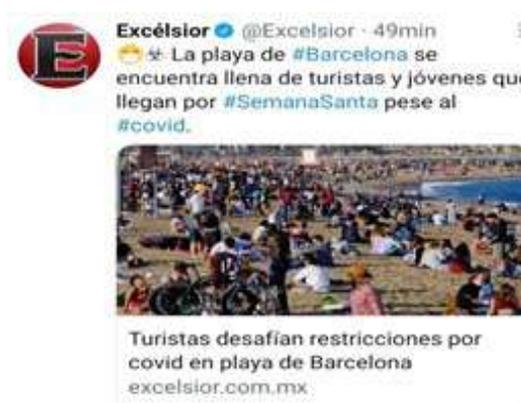 E
Excélsior @Excelsior · 49min
La playa de #Barcelona se
encuentra llena de turistas y jóvenes que
llegan por #SemanaSanta pese al
#covid.
Turistas desafían restricciones por
covid en playa de Barcelona
excelsior.com.mx